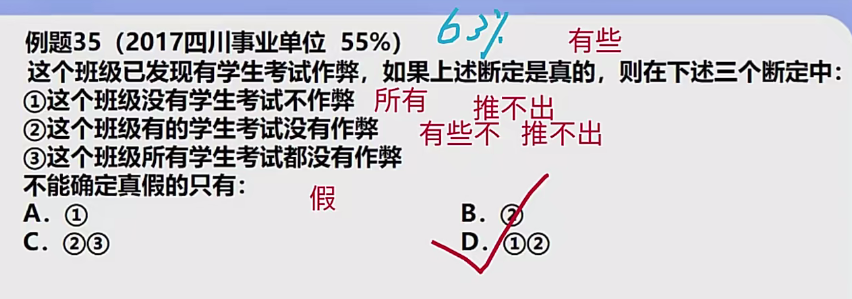 例题35（2017四川事业单位 55%） 63% 有些
这个班级已发现有学生考试作弊，如果上述断定是真的，则在下述三个断定中：
①这个班级没有学生考试不作弊 所有 推不出
②这个班级有的学生考试没有作弊 有些不 推不出
③这个班级所有学生考试都没有作弊
不能确定真假的只有： 假
A．① B．②
C．②③ D．①②